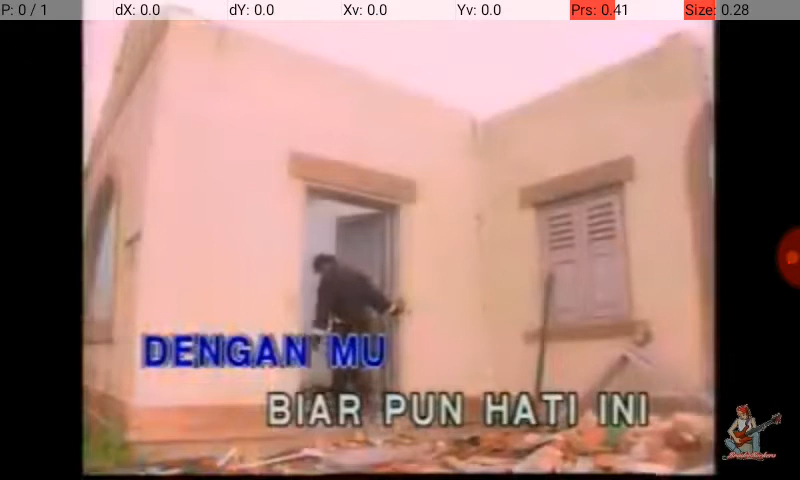 P: 0 / 1 dX: 0.0 dY: 0.0 Xv: 0.0 Yv: 0.0 Prs: 0.41 Size: 0.28
DENGAN MU
BIAR PUN HATI INI